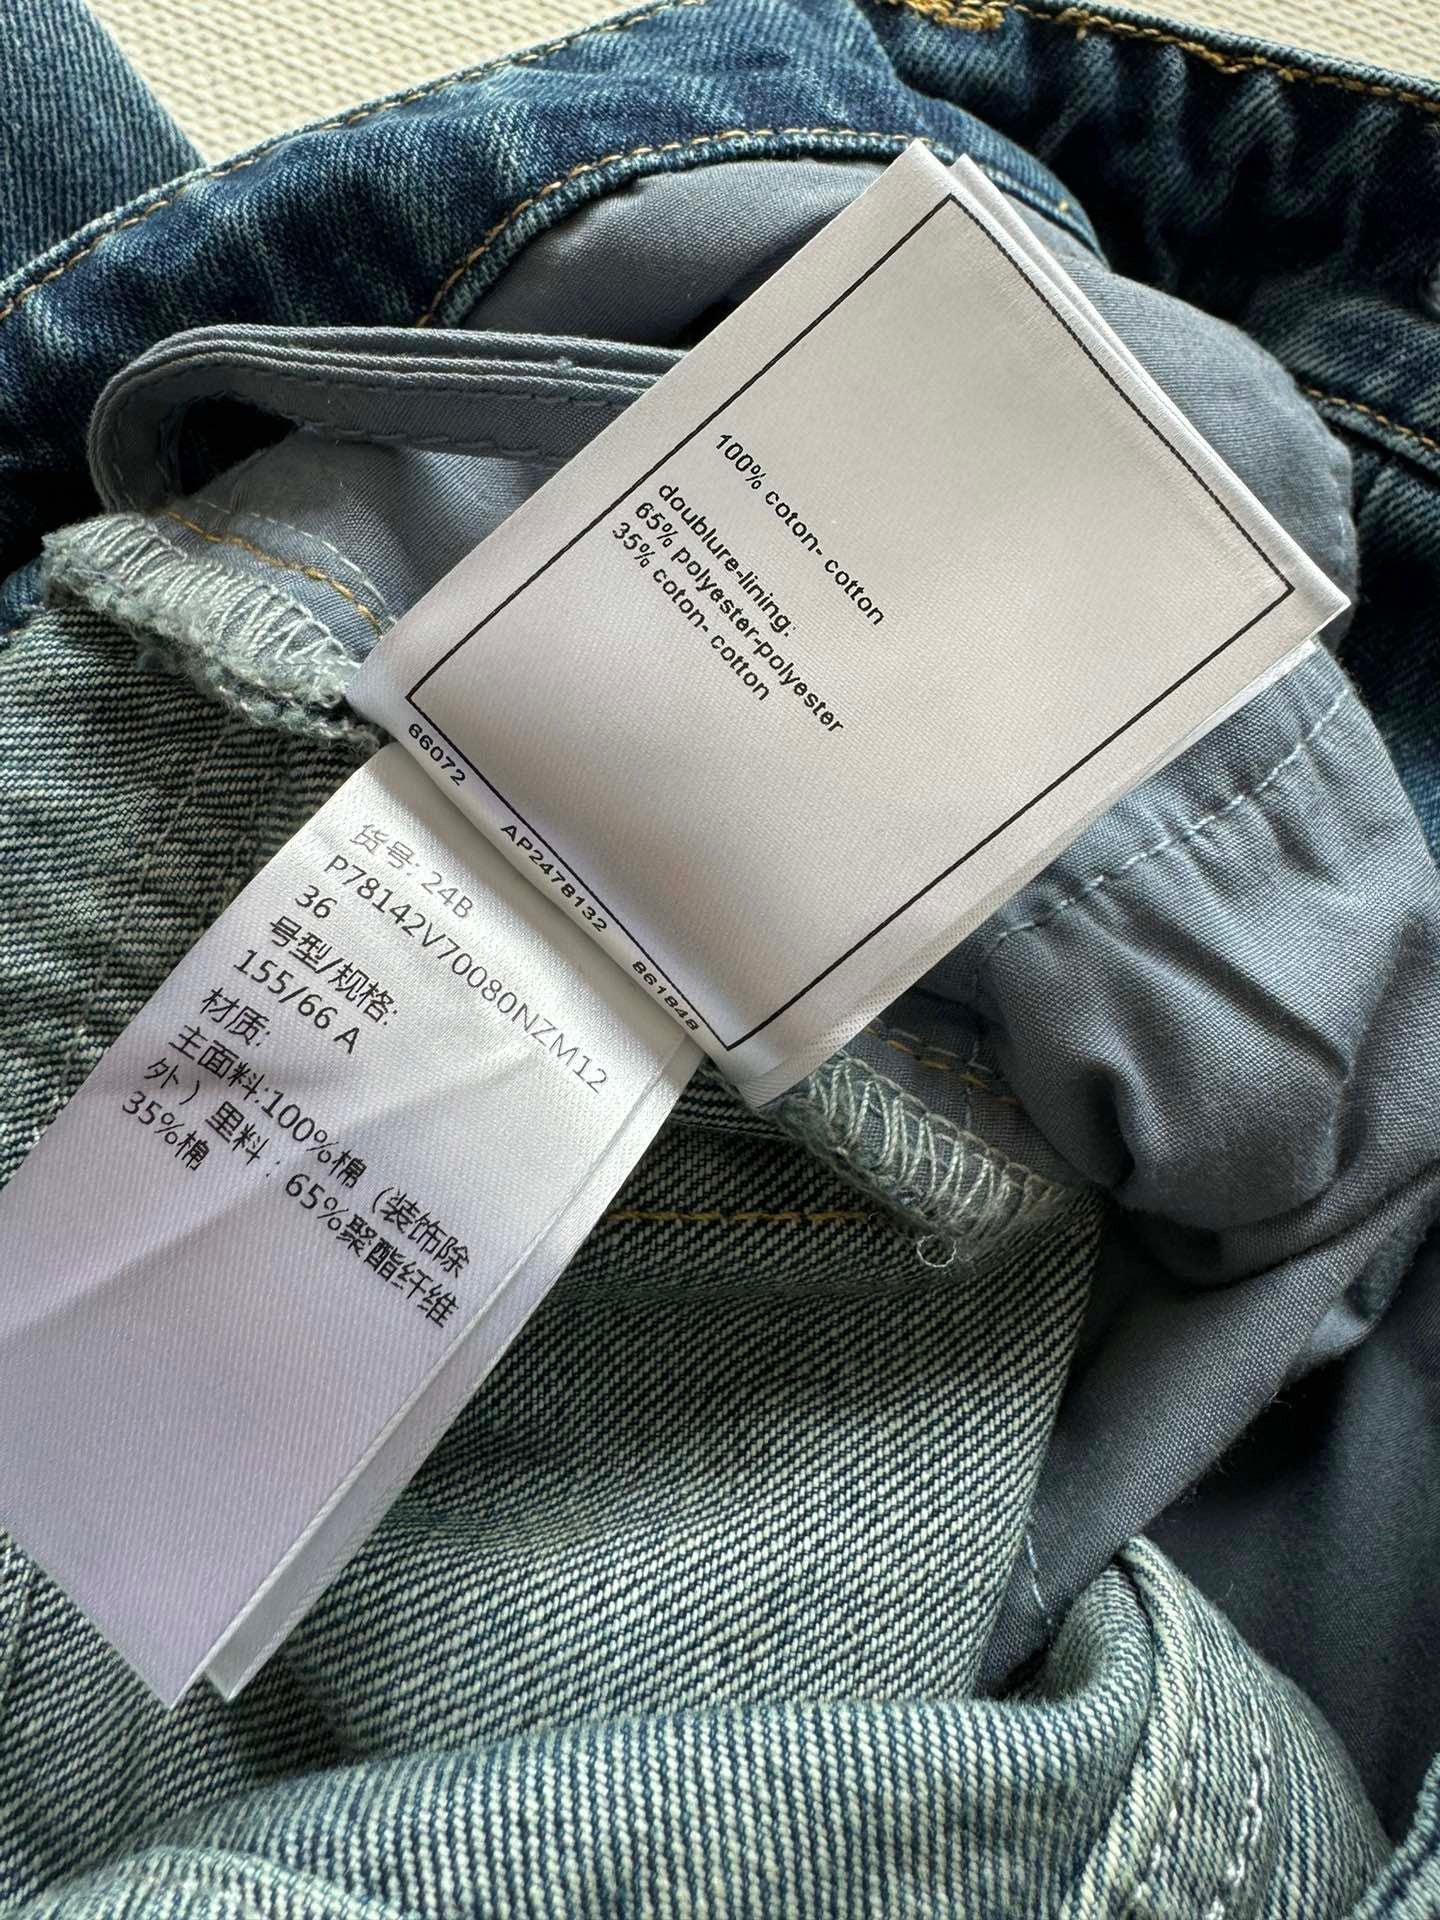 100% coton- cotton
doublure-lining:
65% polyester-polyester
35% coton- cotton
86072 AP2478132 861848
货号: 24B
P78142V70080NZM12
36
号型/规格:
155/66 A
材质:
主面料:100%棉（装饰除
外）里料：65%聚酯纤维
35%棉